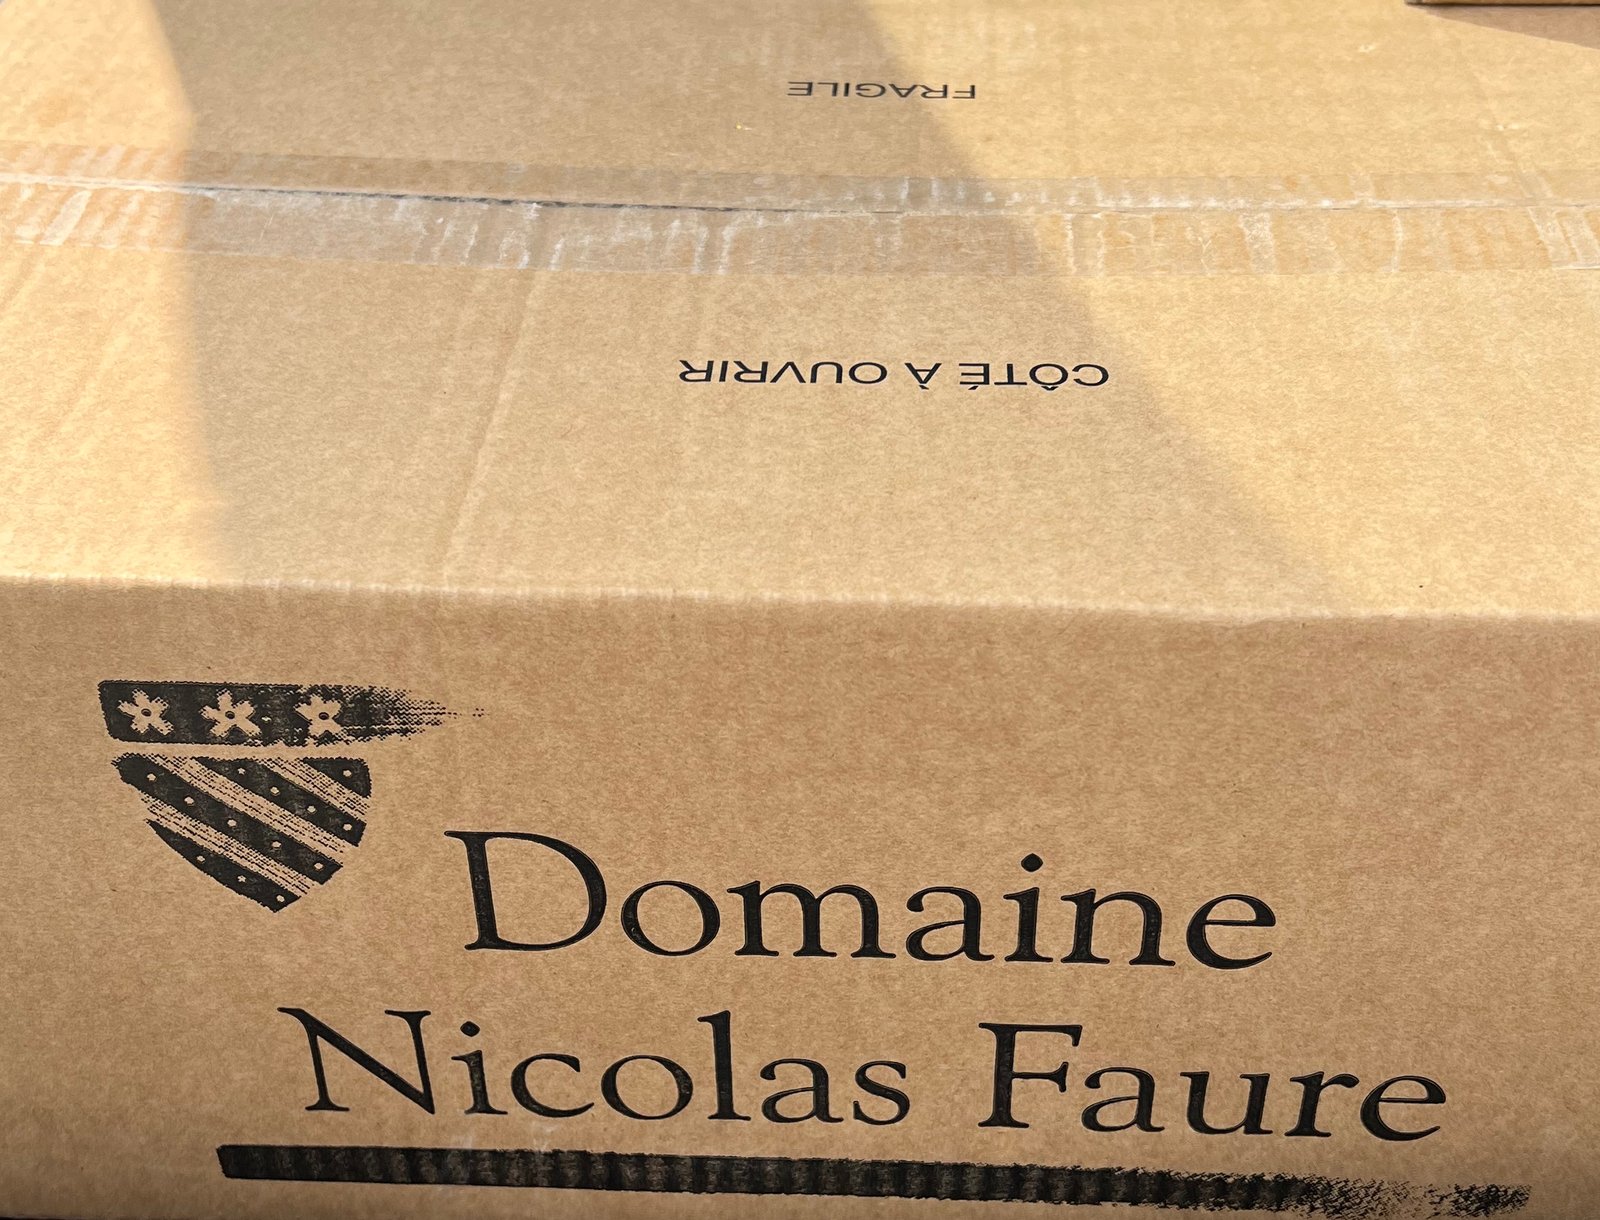 FRAGILE
CÔTÉ À OUVRIR
Domaine
Nicolas Faure